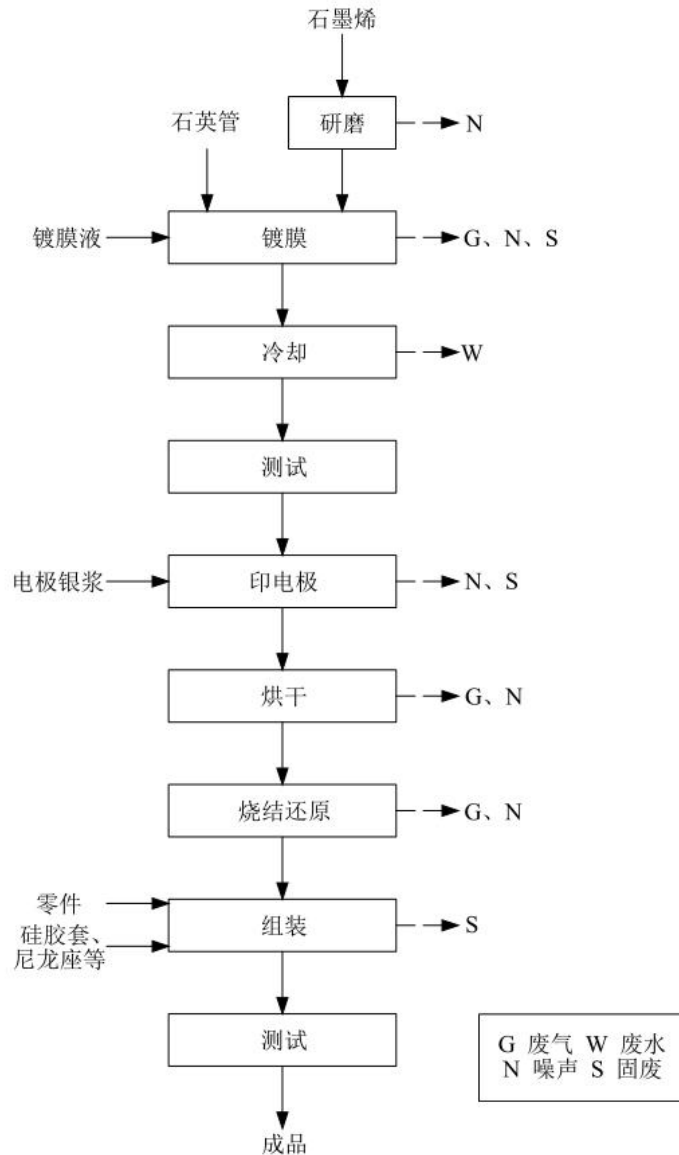 石墨烯
研磨
N
石英管
镀膜液
镀膜
G、N、S
冷却
W
测试
电极银浆
印电极
N、S
烘干
G、N
烧结还原
G、N
零件
硅胶套、
尼龙座等
组装
S
测试
成品
G 废气 W 废水
N 噪声 S 固废